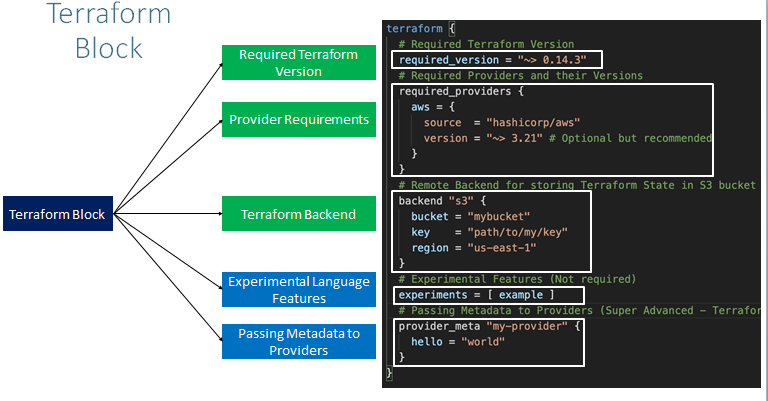 Terraform
Block
Terraform Block
Required Terraform
Version
Provider Requirements
Terraform Backend
Experimental Language
Features
Passing Metadata to
Providers
terraform {
# Required Terraform Version
required_version = "~> 0.14.3"
# Required Providers and their Versions
required_providers {
aws = {
source  = "hashicorp/aws"
version = "~> 3.21" # Optional but recommended
}
}
# Remote Backend for storing Terraform State in S3 bucket
backend "s3" {
bucket = "mybucket"
key    = "path/to/my/key"
region = "us-east-1"
}
# Experimental Features (Not required)
experiments = [ example ]
# Passing Metadata to Providers (Super Advanced - Terrafor
provider_meta "my-provider" {
hello = "world"
}
}